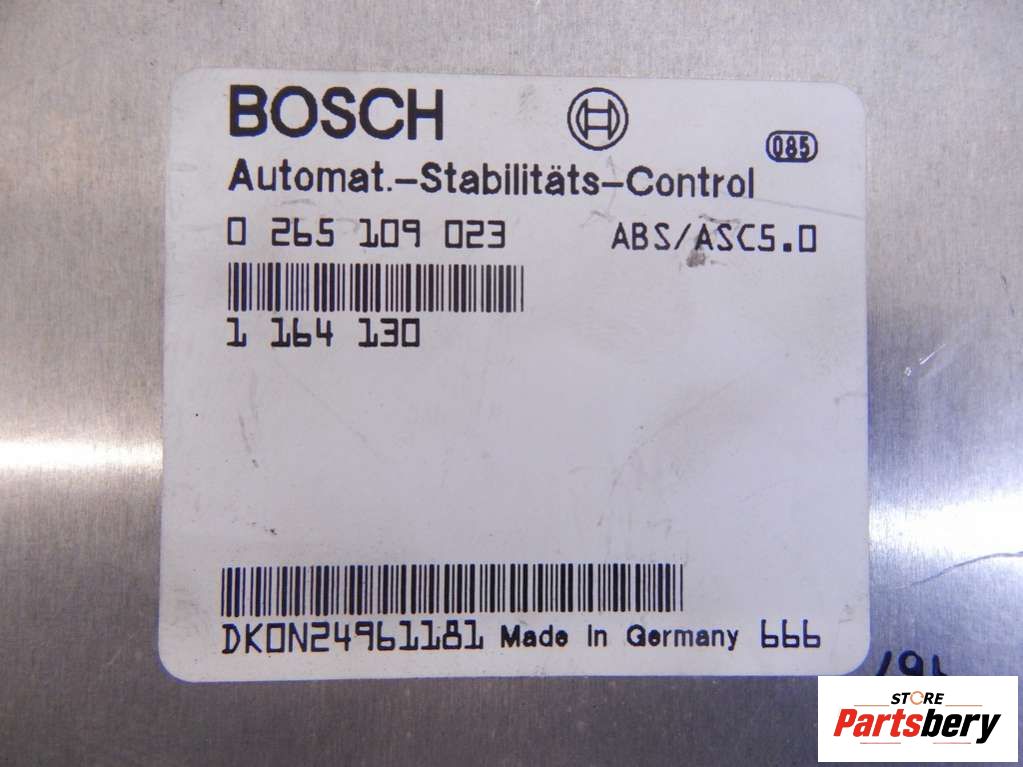 BOSCH
085
Automat.-Stabilitäts-Control
0 265 109 023 ABS/ASC5.0
1 164 130
DK0N24961181 Made in Germany 666
STORE
Partsbery